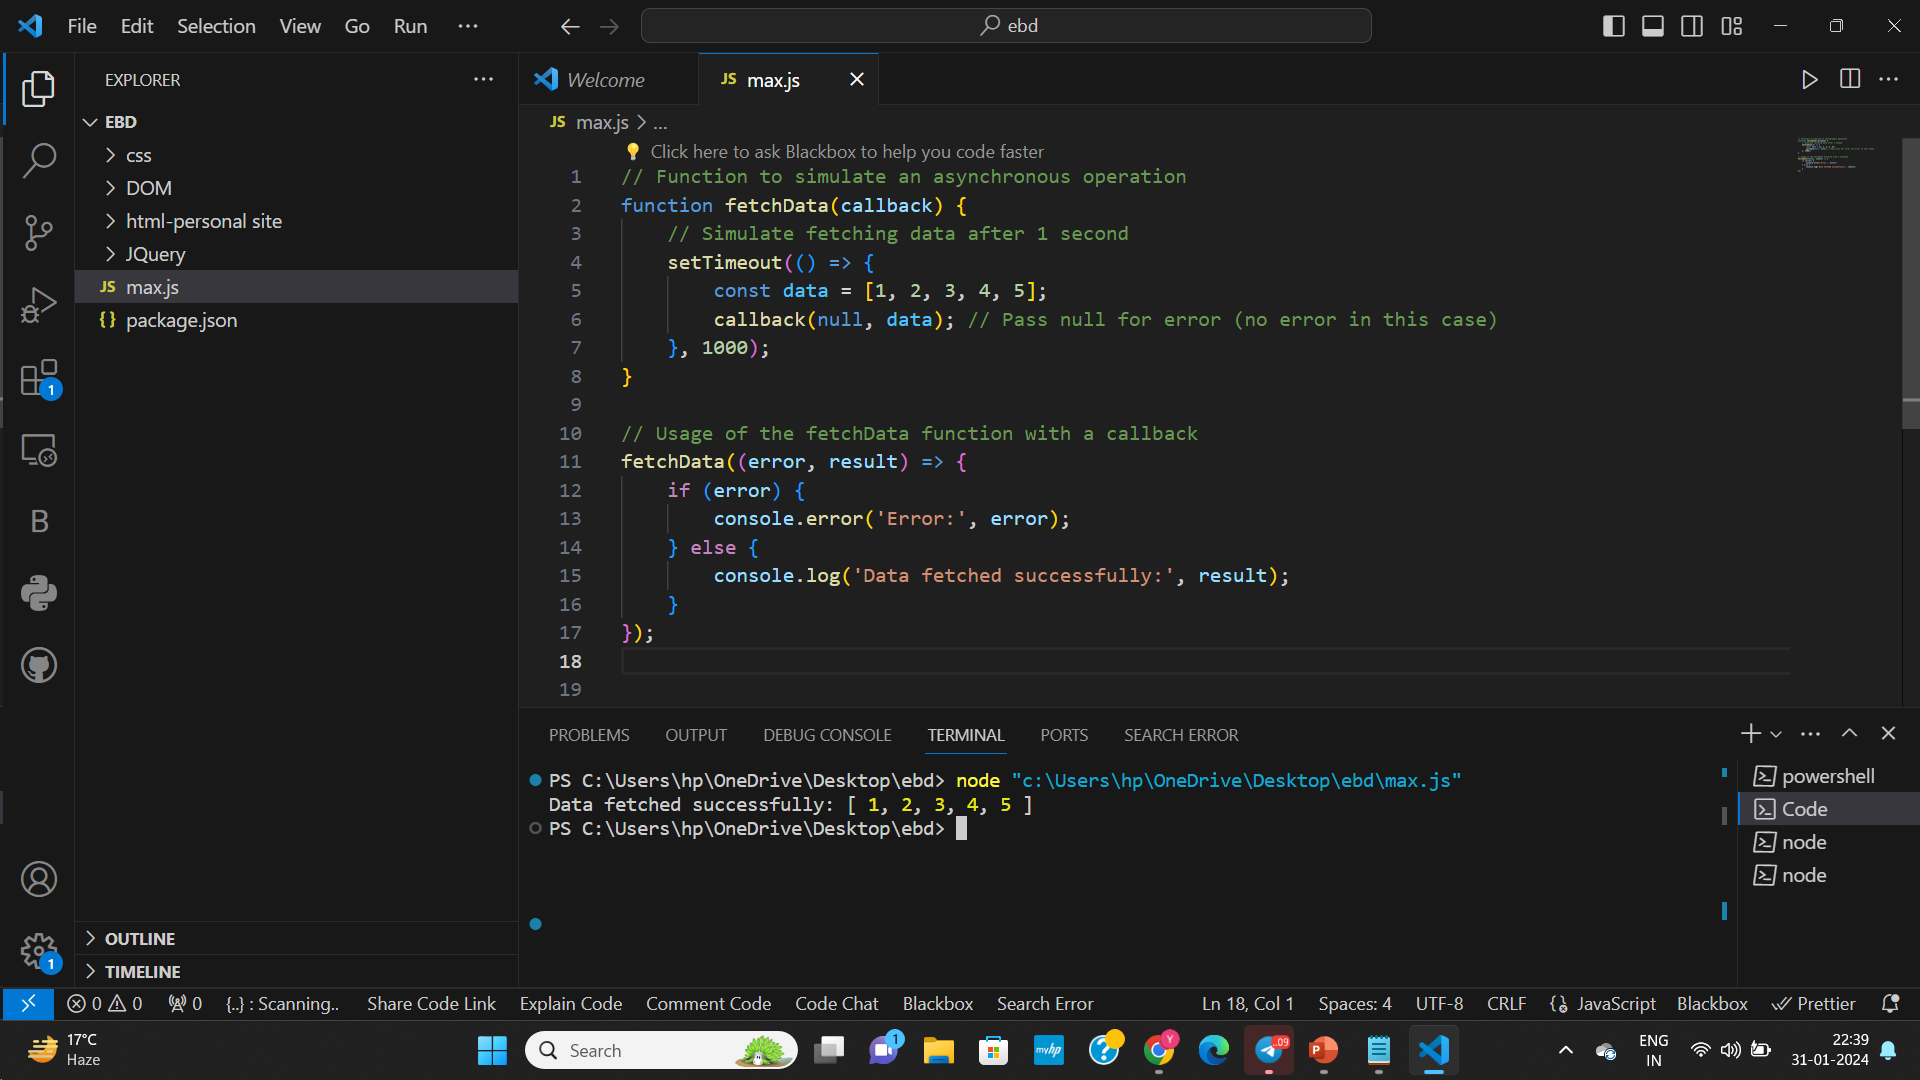 File Edit Selection View Go Run ···
ebd
EXPLORER
Welcome
JS max.js
EBD
css
DOM
html-personal site
JQuery
JS max.js
{} package.json
JS max.js > ...
Click here to ask Blackbox to help you code faster
1 // Function to simulate an asynchronous operation
2 function fetchData(callback) {
3 // Simulate fetching data after 1 second
4 setTimeout(() => {
5 const data = [1, 2, 3, 4, 5];
6 callback(null, data); // Pass null for error (no error in this case)
7 }, 1000);
8 }
9
10 // Usage of the fetchData function with a callback
11 fetchData((error, result) => {
12 if (error) {
13 console.error('Error:', error);
14 } else {
15 console.log('Data fetched successfully:', result);
16 }
17 });
18
19
1
B
1
OUTLINE
TIMELINE
PROBLEMS OUTPUT DEBUG CONSOLE TERMINAL PORTS SEARCH ERROR
PS C:\Users\hp\OneDrive\Desktop\ebd> node "c:\Users\hp\OneDrive\Desktop\ebd\max.js"
Data fetched successfully: [ 1, 2, 3, 4, 5 ]
PS C:\Users\hp\OneDrive\Desktop\ebd>
powershell
Code
node
node
0 0 0 {..} : Scanning.. Share Code Link Explain Code Comment Code Code Chat Blackbox Search Error Ln 18, Col 1 Spaces: 4 UTF-8 CRLF JavaScript Blackbox Prettier
17°C
Haze
Search
1
myhp
?
Y
.09
P
ENG
IN
22:39
31-01-2024